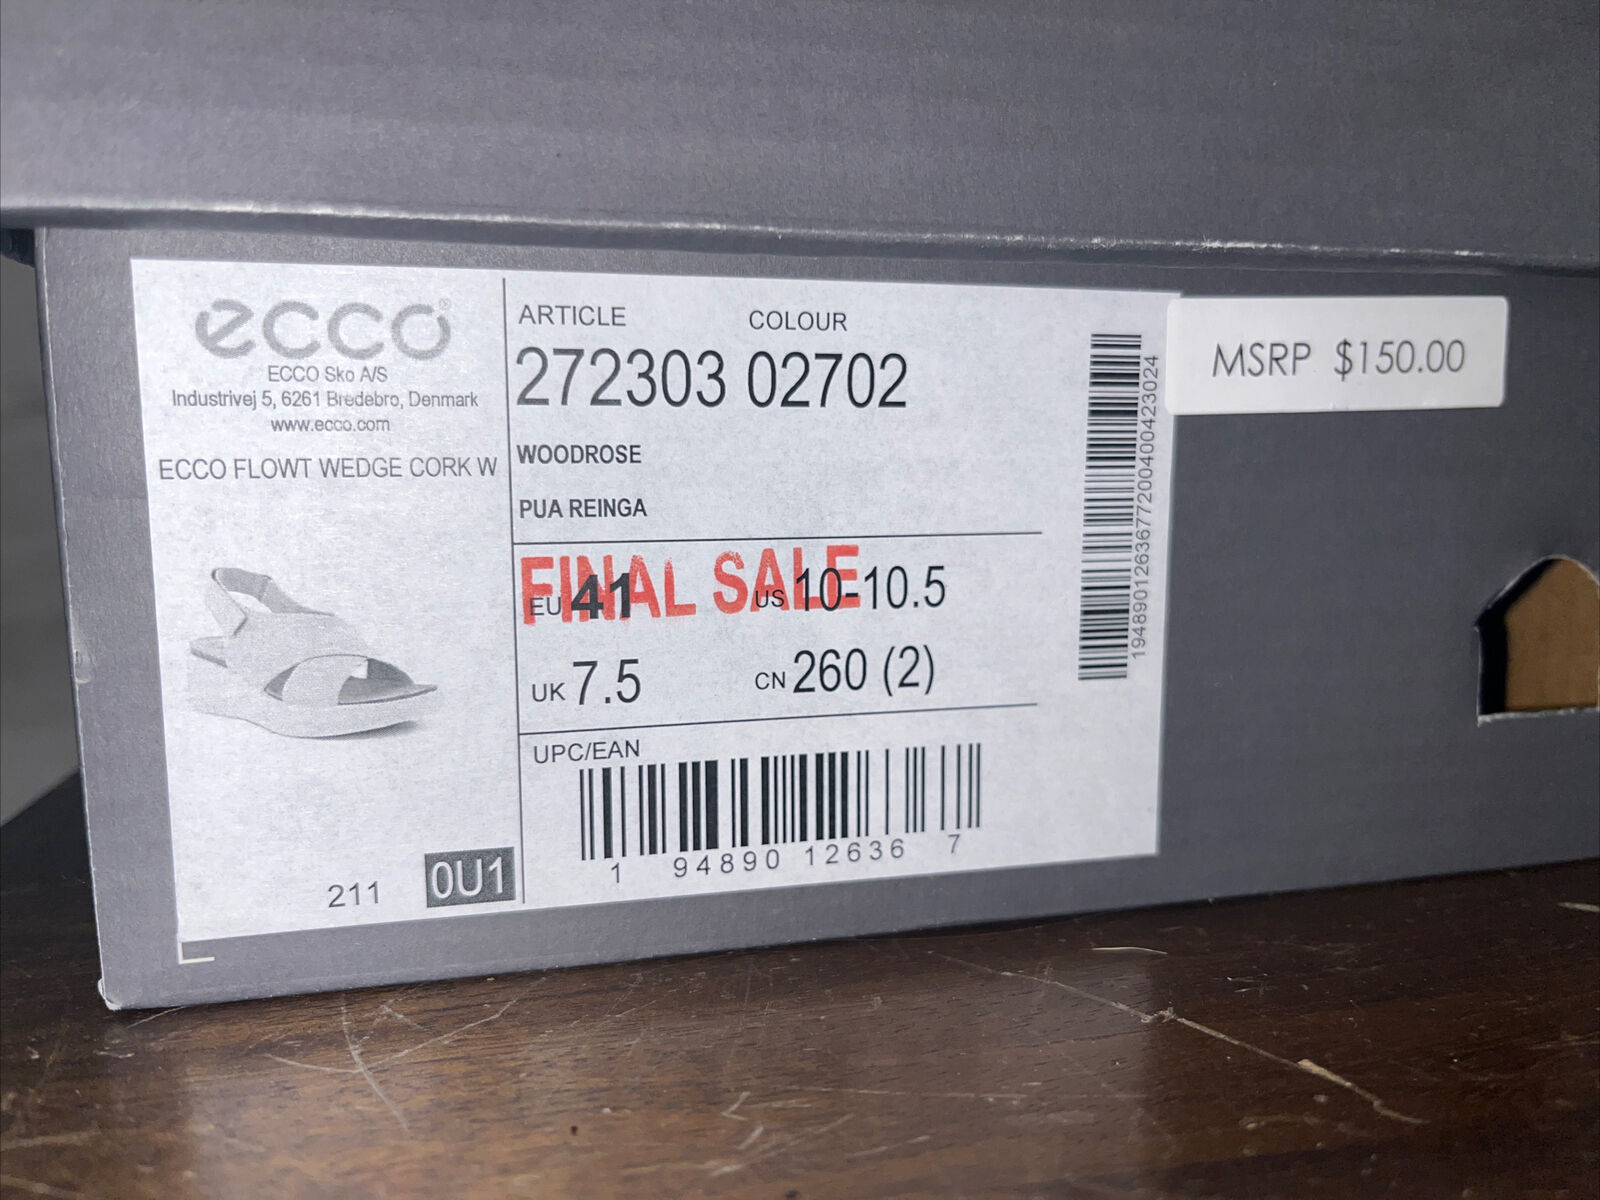 ecco®
ECCO Sko A/S
Industrivej 5, 6261 Bredebro, Denmark
www.ecco.com
ECCO FLOWT WEDGE CORK W
211 0U1
ARTICLE COLOUR
272303 02702
WOODROSE
PUA REINGA
FINAL SALE
EU 41 US 10-10.5
UK 7.5 CN 260 (2)
UPC/EAN
1 94890 12636 7
1948901263677200400423024
MSRP $150.00